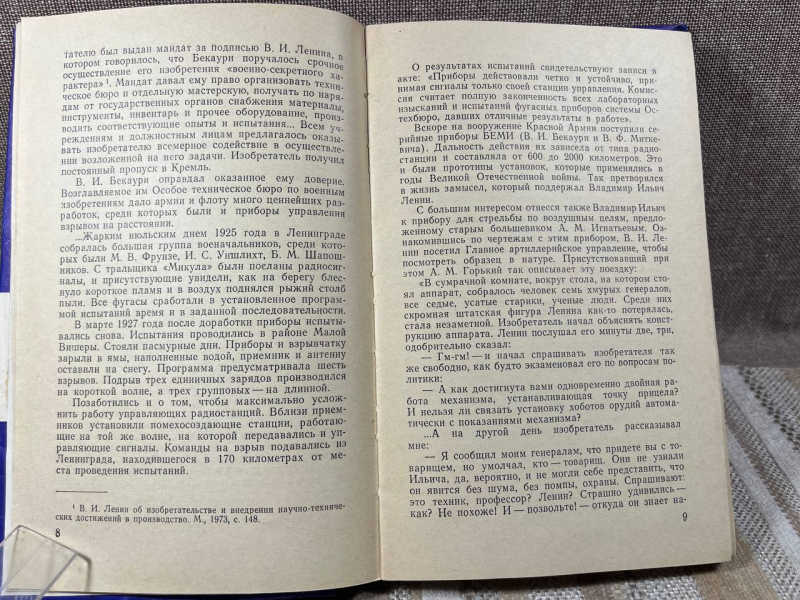 тателю был выдан мандат за подписью В. И. Ленина, в
котором говорилось, что Бекаури поручалось срочное
осуществление его изобретения «военно-секретного ха-
рактера»¹. Мандат давал ему право организовать техни-
ческое бюро и отдельную мастерскую, получать по наря-
дам от государственных органов снабжения материалы,
инструменты, инвентарь и прочее оборудование, произ-
водить соответствующие опыты и испытания... Всем уч-
реждениям и должностным лицам предлагалось оказы-
вать изобретателю всемерное содействие в осуществлении
возложенной на него задачи. Изобретатель получил
постоянный пропуск в Кремль.
В. И. Бекаури оправдал оказанное ему доверие.
Возглавляемое им Особое техническое бюро по военным
изобретениям дало армии и флоту много ценнейших раз-
работок, среди которых были и приборы управления
взрывом на расстоянии.
...Жарким июльским днем 1925 года в Ленинграде
собралась большая группа военачальников, среди кото-
рых были М. В. Фрунзе, И. С. Уншлихт, Б. М. Шапош-
ников. С тральщика «Микула» были посланы радиосигна-
лы, и присутствующие увидели, как на берегу блес-
нуло короткое пламя и в воздух поднялся рыжий столб
пыли. Все фугасы сработали в установленное програм-
мой испытаний время и в заданной последовательности.
В марте 1927 года после доработки приборы испыты-
вались снова. Испытания проводились в районе Малой
Вишеры. Стояли пасмурные дни. Приборы и взрывчатку
зарыли в ямы, наполненные водой, приемник и антенну
оставили на снегу. Программа предусматривала шесть
взрывов. Подрыв трех единичных зарядов производился
на короткой волне, а трех групповых — на длинной.
Позаботились и о том, чтобы максимально услож-
нить работу управляющих радиостанций. Вблизи прием-
ников установили помехосоздающие станции, работаю-
щие на той же волне, на которой передавались и уп-
равляющие сигналы. Команды на взрыв подавались из
Ленинграда, находившегося в 170 километрах от мес-
та проведения испытаний.
¹ В. И. Ленин об изобретательстве и внедрении научно-техниче-
ских достижений в производство. М., 1973, с. 148.
8
О результатах испытаний свидетельствуют записи в
акте: «Приборы действовали четко и устойчиво, при-
нимая сигналы только своей станции управления. Комис-
сия считает полную законченность всех лабораторных
изысканий и испытаний фугасных приборов системы Ос-
техбюро, давших отличные результаты в работе».
Вскоре на вооружение Красной Армии поступили се-
рийные приборы БЕМИ (В. И. Бекаури и В. Ф. Миткe-
вича). Дальность действия их зависела от типа радио-
станции и составляла от 600 до 2000 километров. Это
и были прототипы установок, которые применялись в
годы Великой Отечественной войны. Так претворился
в жизнь замысел, который поддержал Владимир Ильич
Ленин.
С большим интересом отнесся также Владимир Ильич
к прибору для стрельбы по воздушным целям, предло-
женному старым большевиком А. М. Игнатьевым. Озна-
комившись по чертежам с этим прибором, В. И. Ле-
нин посетил Главное артиллерийское управление, чтобы
посмотреть образец в натуре. Присутствовавший при
этом А. М. Горький так описывает эту поездку:
«В сумрачной комнате, вокруг стола, на котором сто-
ял аппарат, собралось человек семь хмурых генералов,
все седые, усатые старики, ученые люди. Среди них
скромная штатская фигура Ленина как-то потерялась,
стала незаметной. Изобретатель начал объяснять конст-
рукцию аппарата. Ленин послушал его минуты две, три,
одобрительно сказал:
— Гм-гм! — и начал спрашивать изобретателя так
же свободно, как будто экзаменовал его по вопросам по-
литики:
— А как достигнута вами одновременно двойная ра-
бота механизма, устанавливающая точку прицела?
И нельзя ли связать установку хоботов орудий автома-
тически с показаниями механизма?
...А на другой день изобретатель рассказывал
мне:
— Я сообщил моим генералам, что придете вы с то-
варищем, но умолчал, кто — товарищ. Они не узнали
Ильича, да, вероятно, и не могли себе представить, что
он явится без шума, без помпы, охраны. Спрашивают:
это техник, профессор? Ленин? Страшно удивились —
как? Не похоже! И — позвольте! — откуда он знает на-
9